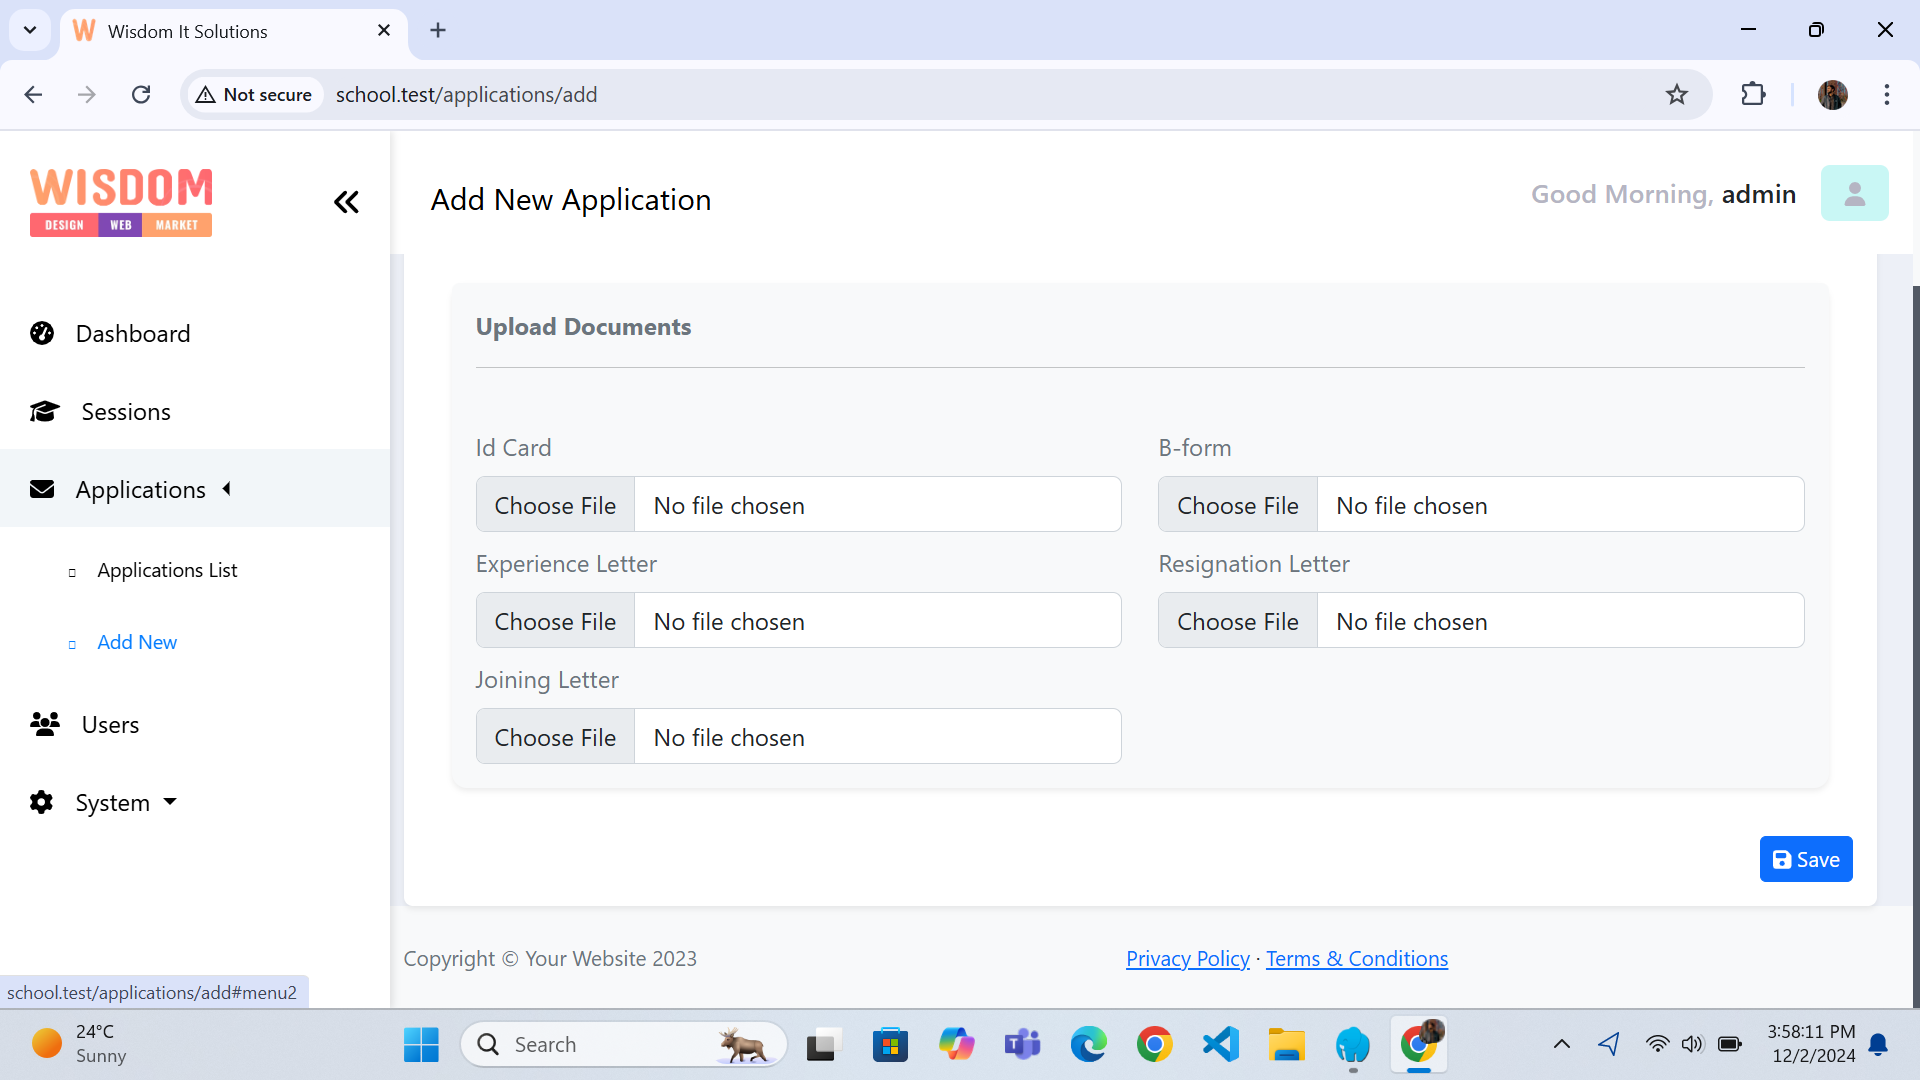 Wisdom It Solutions
Not secure
school.test/applications/add
WISDOM
DESIGN WEB MARKET
Add New Application
Good Morning, admin
Dashboard
Sessions
Applications
Applications List
Add New
Users
System
Upload Documents
Id Card
B-form
Choose File No file chosen
Choose File No file chosen
Experience Letter
Resignation Letter
Choose File No file chosen
Choose File No file chosen
Joining Letter
Choose File No file chosen
Save
Copyright © Your Website 2023
Privacy Policy · Terms & Conditions
school.test/applications/add#menu2
24°C
Sunny
Search
3:58:11 PM
12/2/2024